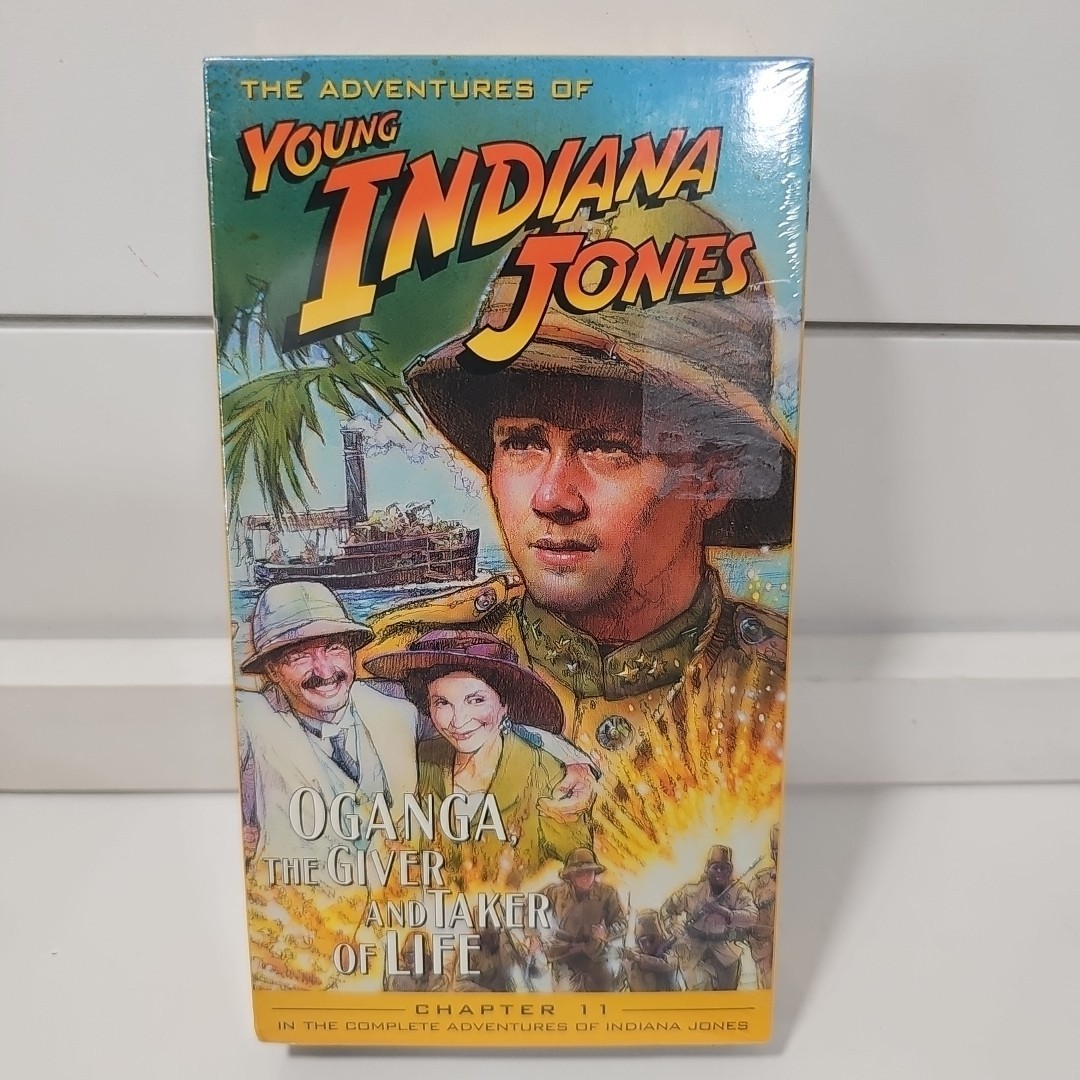 THE ADVENTURES OF
YOUNG
INDIANA
JONES™
OGANGA,
THE GIVER
AND TAKER
OF LIFE
CHAPTER 11
IN THE COMPLETE ADVENTURES OF INDIANA JONES